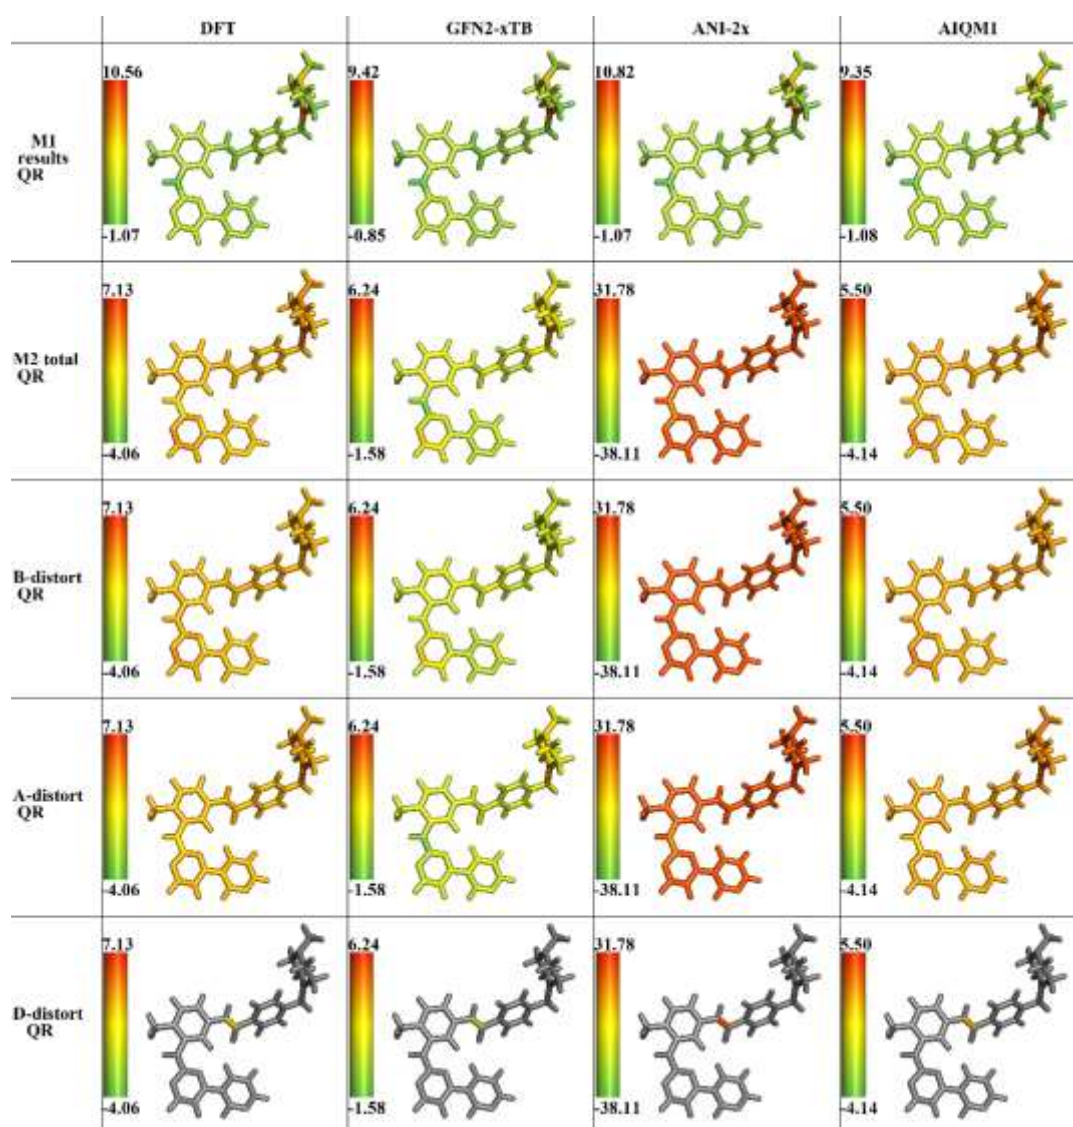 DFT GFN2-xTB ANI-2x AIQM1
10.56 9.42 10.82 9.35
M1
results
QR
-1.07 -0.85 -1.07 -1.08
7.13 6.24 31.78 5.50
M2 total
QR
-4.06 -1.58 -38.11 -4.14
7.13 6.24 31.78 5.50
B-distort
QR
-4.06 -1.58 -38.11 -4.14
7.13 6.24 31.78 5.50
A-distort
QR
-4.06 -1.58 -38.11 -4.14
7.13 6.24 31.78 5.50
D-distort
QR
-4.06 -1.58 -38.11 -4.14